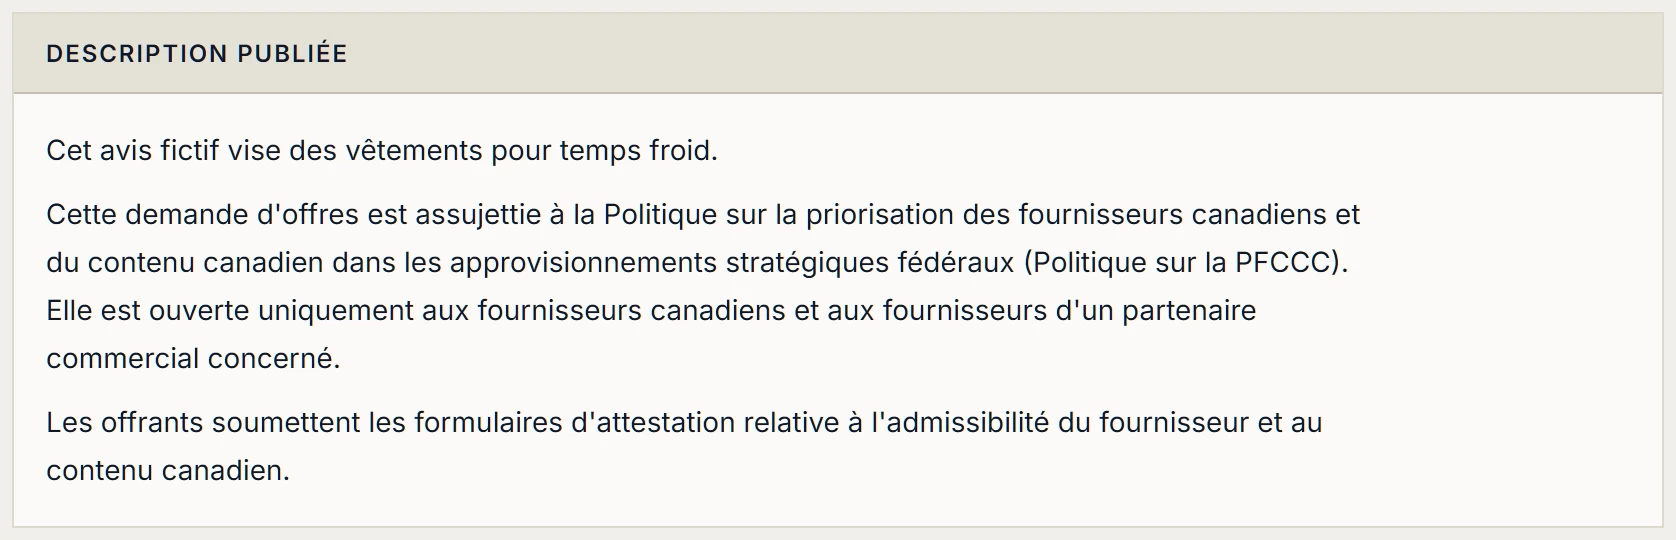 DESCRIPTION PUBLIÉE
Cet avis fictif vise des vêtements pour temps froid.
Cette demande d'offres est assujettie à la Politique sur la priorisation des fournisseurs canadiens et
du contenu canadien dans les approvisionnements stratégiques fédéraux (Politique sur la PFCCC).
Elle est ouverte uniquement aux fournisseurs canadiens et aux fournisseurs d'un partenaire
commercial concerné.
Les offrants soumettent les formulaires d'attestation relative à l'admissibilité du fournisseur et au
contenu canadien.